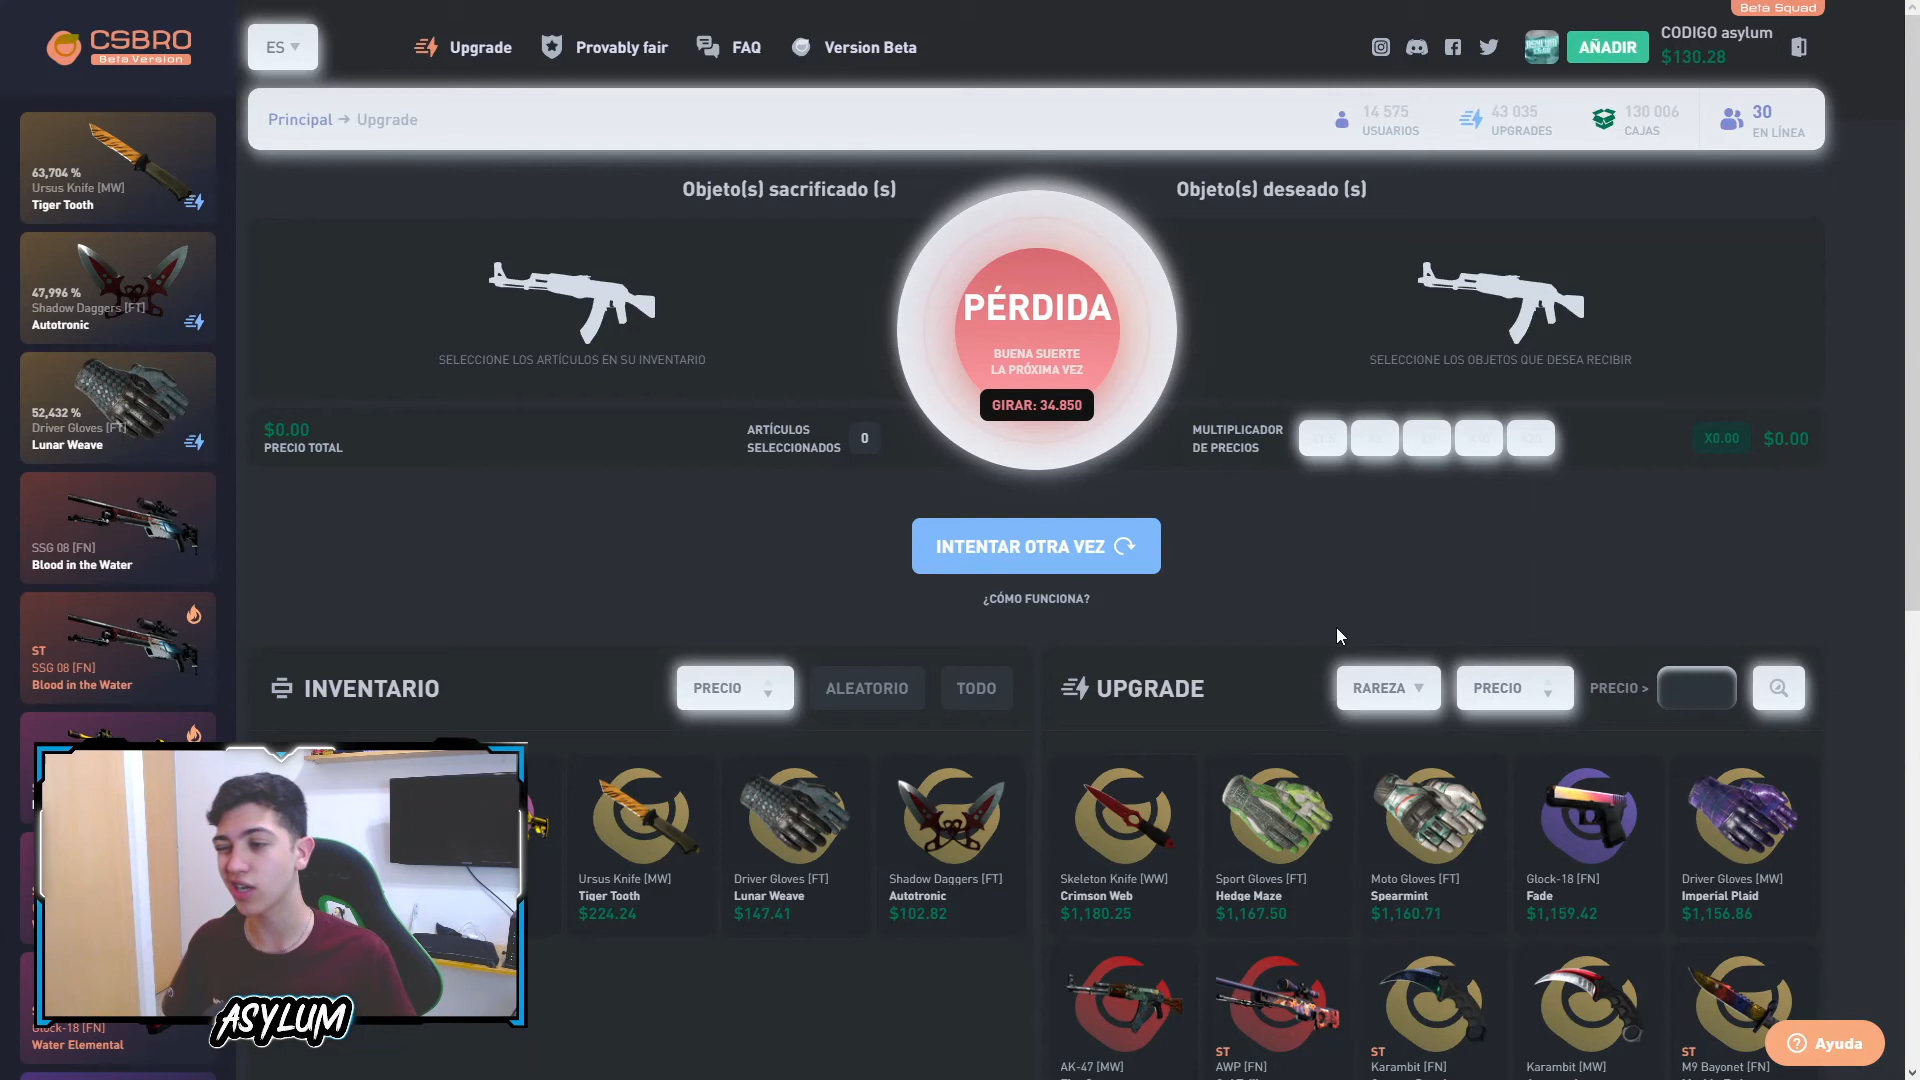 Beta Squad
CSBRO
Beta Version
ES
Upgrade
Provably fair
FAQ
Version Beta
AÑADIR
CODIGO asylum
$130.28
Principal → Upgrade
14 575
USUARIOS
43 035
UPGRADES
130 006
CAJAS
30
EN LÍNEA
63,704 %
Ursus Knife [MW]
Tiger Tooth
47,996 %
Shadow Daggers [FT]
Autotronic
52,432 %
Driver Gloves [FT]
Lunar Weave
SSG 08 [FN]
Blood in the Water
ST
SSG 08 [FN]
Blood in the Water
Glock-18 [FN]
Water Elemental
Objeto(s) sacrificado (s)
Objeto(s) deseado (s)
SELECCIONE LOS ARTÍCULOS EN SU INVENTARIO
PÉRDIDA
BUENA SUERTE
LA PRÓXIMA VEZ
GIRAR: 34.850
SELECCIONE LOS OBJETOS QUE DESEA RECIBIR
$0.00
PRECIO TOTAL
ARTÍCULOS
SELECCIONADOS
0
MULTIPLICADOR
DE PRECIOS
X0.00
$0.00
INTENTAR OTRA VEZ
¿CÓMO FUNCIONA?
INVENTARIO
PRECIO
ALEATORIO
TODO
UPGRADE
RAREZA
PRECIO
PRECIO >
Ursus Knife [MW]
Tiger Tooth
$224.24
Driver Gloves [FT]
Lunar Weave
$147.41
Shadow Daggers [FT]
Autotronic
$102.82
Skeleton Knife [WW]
Crimson Web
$1,180.25
Sport Gloves [FT]
Hedge Maze
$1,167.50
Moto Gloves [FT]
Spearmint
$1,160.71
Glock-18 [FN]
Fade
$1,159.42
Driver Gloves [MW]
Imperial Plaid
$1,156.86
AK-47 [MW]
ST
AWP [FN]
ST
Karambit [FN]
Karambit [MW]
ST
M9 Bayonet [FN]
Ayuda
ASYLUM